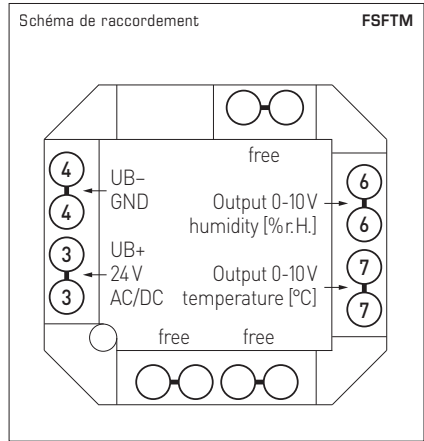 Schéma de raccordement FSFTM
free
4
4
UB–
GND
3
3
UB+
24 V
AC/DC
Output 0-10 V
humidity [% r. H.]
6
6
Output 0-10 V
temperature [°C]
7
7
free free